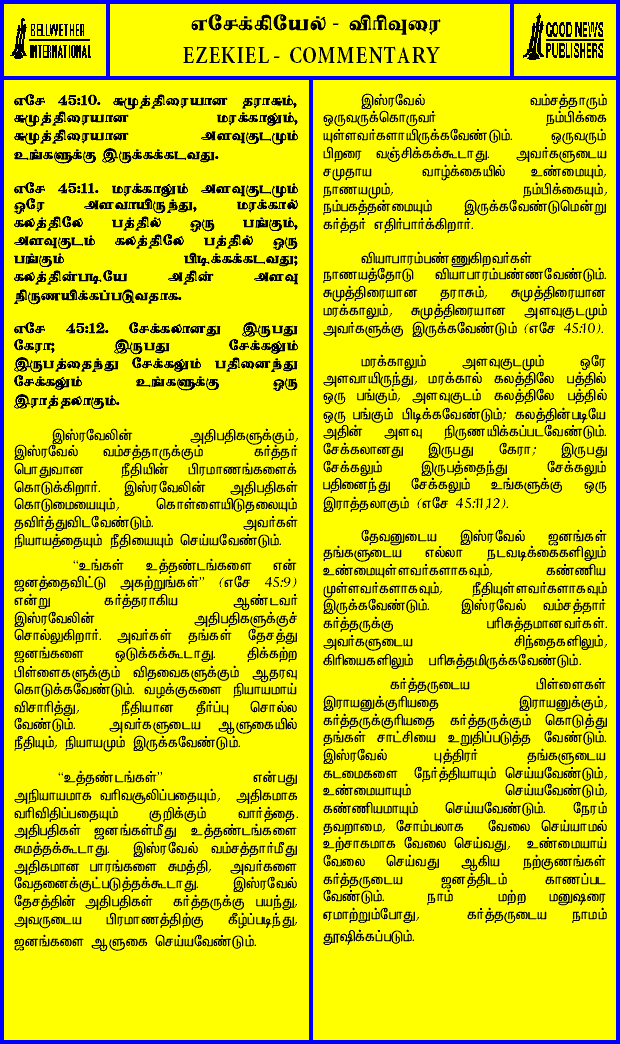 BELLWETHER
INTERNATIONAL
எசேக்கியேல் - விரிவுரை
EZEKIEL - COMMENTARY
GOOD NEWS
PUBLISHERS
எசே 45:10. சுமுத்திரையான தராசும்,
சுமுத்திரையான மரக்காலும்,
சுமுத்திரையான அளவுகுடமும்
உங்களுக்கு இருக்கக்கடவது.
எசே 45:11. மரக்காலும் அளவுகுடமும்
ஒரே அளவாயிருந்து, மரக்கால்
கலத்திலே பத்தில் ஒரு பங்கும்,
அளவுகுடம் கலத்திலே பத்தில் ஒரு
பங்கும் பிடிக்கக்கடவது;
கலத்தின்படியே அதின் அளவு
நிருணயிக்கப்படுவதாக.
எசே 45:12. சேக்கலானது இருபது
கேரா; இருபது சேக்கலும்
இருபத்தைந்து சேக்கலும் பதினைந்து
சேக்கலும் உங்களுக்கு ஒரு
இராத்தலாகும்.
இஸ்ரவேலின் அதிபதிகளுக்கும்,
இஸ்ரவேல் வம்சத்தாருக்கும் கர்த்தர்
பொதுவான நீதியின் பிரமாணங்களைக்
கொடுக்கிறார். இஸ்ரவேலின் அதிபதிகள்
கொடுமையையும், கொள்ளையிடுதலையும்
தவிர்த்துவிடவேண்டும். அவர்கள்
நியாயத்தையும் நீதியையும் செய்யவேண்டும்.
“உங்கள் உத்தண்டங்களை என்
ஜனத்தைவிட்டு அகற்றுங்கள்” (எசே 45:9)
என்று கர்த்தராகிய ஆண்டவர்
இஸ்ரவேலின் அதிபதிகளுக்குச்
சொல்லுகிறார். அவர்கள் தங்கள் தேசத்து
ஜனங்களை ஒடுக்கக்கூடாது. திக்கற்ற
பிள்ளைகளுக்கும் விதவைகளுக்கும் ஆதரவு
கொடுக்கவேண்டும். வழக்குகளை நியாயமாய்
விசாரித்து, நீதியான தீர்ப்பு சொல்ல
வேண்டும். அவர்களுடைய ஆளுகையில்
நீதியும், நியாயமும் இருக்கவேண்டும்.
“உத்தண்டங்கள்” என்பது
அநியாயமாக வரிவசூலிப்பதையும், அதிகமாக
வரிவிதிப்பதையும் குறிக்கும் வார்த்தை.
அதிபதிகள் ஜனங்கள்மீது உத்தண்டங்களை
சுமத்தக்கூடாது. இஸ்ரவேல் வம்சத்தார்மீது
அதிகமான பாரங்களை சுமத்தி, அவர்களை
வேதனைக்குட்படுத்தக்கூடாது. இஸ்ரவேல்
தேசத்தின் அதிபதிகள் கர்த்தருக்கு பயந்து,
அவருடைய பிரமாணத்திற்கு கீழ்ப்படிந்து,
ஜனங்களை ஆளுகை செய்யவேண்டும்.
இஸ்ரவேல் வம்சத்தாரும்
ஒருவருக்கொருவர் நம்பிக்கை
யுள்ளவர்களாயிருக்கவேண்டும். ஒருவரும்
பிறரை வஞ்சிக்கக்கூடாது. அவர்களுடைய
சமுதாய வாழ்க்கையில் உண்மையும்,
நாணயமும், நம்பிக்கையும்,
நம்பகத்தன்மையும் இருக்கவேண்டுமென்று
கர்த்தர் எதிர்பார்க்கிறார்.
வியாபாரம்பண்ணுகிறவர்கள்
நாணயத்தோடு வியாபாரம்பண்ணவேண்டும்.
சுமுத்திரையான தராசும், சுமுத்திரையான
மரக்காலும், சுமுத்திரையான அளவுகுடமும்
அவர்களுக்கு இருக்கவேண்டும் (எசே 45:10).
மரக்காலும் அளவுகுடமும் ஒரே
அளவாயிருந்து, மரக்கால் கலத்திலே பத்தில்
ஒரு பங்கும், அளவுகுடம் கலத்திலே பத்தில்
ஒரு பங்கும் பிடிக்கவேண்டும்; கலத்தின்படியே
அதின் அளவு நிருணயிக்கப்படவேண்டும்.
சேக்கலானது இருபது கேரா; இருபது
சேக்கலும் இருபத்தைந்து சேக்கலும்
பதினைந்து சேக்கலும் உங்களுக்கு ஒரு
இராத்தலாகும் (எசே 45:11,12).
தேவனுடைய இஸ்ரவேல் ஜனங்கள்
தங்களுடைய எல்லா நடவடிக்கைகளிலும்
உண்மையுள்ளவர்களாகவும், கண்ணிய
முள்ளவர்களாகவும், நீதியுள்ளவர்களாகவும்
இருக்கவேண்டும். இஸ்ரவேல் வம்சத்தார்
கர்த்தருக்கு பரிசுத்தமானவர்கள்.
அவர்களுடைய சிந்தைகளிலும்,
கிரியைகளிலும் பரிசுத்தமிருக்கவேண்டும்.
கர்த்தருடைய பிள்ளைகள்
இராயனுக்குரியதை இராயனுக்கும்,
கர்த்தருக்குரியதை கர்த்தருக்கும் கொடுத்து
தங்கள் சாட்சியை உறுதிப்படுத்த வேண்டும்.
இஸ்ரவேல் புத்திரர் தங்களுடைய
கடமைகளை நேர்த்தியாயும் செய்யவேண்டும்,
உண்மையாயும் செய்யவேண்டும்,
கண்ணியமாயும் செய்யவேண்டும். நேரம்
தவறாமை, சோம்பலாக வேலை செய்யாமல்
உற்சாகமாக வேலை செய்வது, உண்மையாய்
வேலை செய்வது ஆகிய நற்குணங்கள்
கர்த்தருடைய ஜனத்திடம் காணப்பட
வேண்டும். நாம் மற்ற மனுஷரை
ஏமாற்றும்போது, கர்த்தருடைய நாமம்
தூஷிக்கப்படும்.